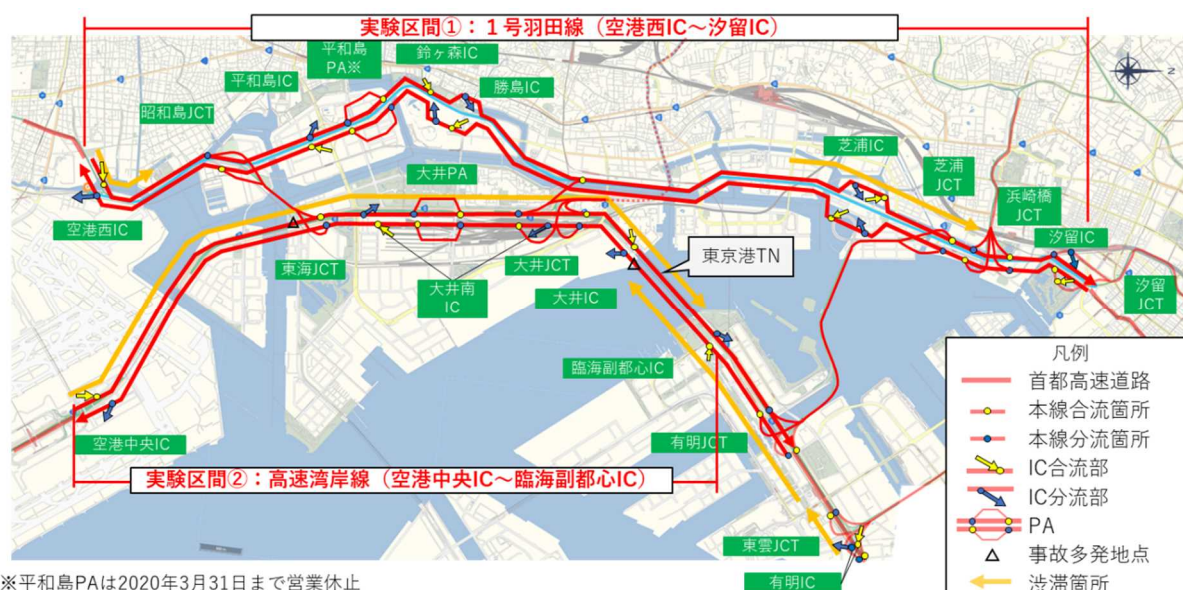 実験区間①：１号羽田線（空港西IC～汐留IC）
平和島
PA※
鈴ヶ森IC
平和島IC
勝島IC
昭和島JCT
N
芝浦IC
芝浦
JCT
浜崎橋
JCT
大井PA
空港西IC
汐留IC
東京港TN
東海JCT
大井JCT
大井南
IC
汐留
JCT
大井IC
臨海副都心IC
空港中央IC
有明JCT
実験区間②：高速湾岸線（空港中央IC～臨海副都心IC）
東雲JCT
有明IC
凡例
首都高速道路
本線合流箇所
本線分流箇所
IC合流部
IC分流部
PA
事故多発地点
渋滞箇所
※平和島PAは2020年3月31日まで営業休止